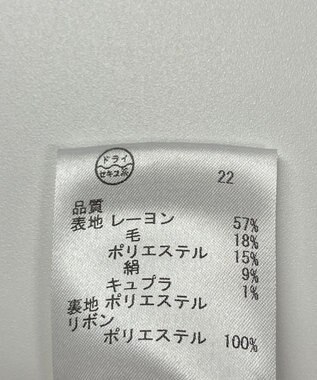 ドライ
セキユ系
22
品質
表地 レーヨン 57%
毛 18%
ポリエステル 15%
絹 9%
キュプラ 1%
裏地 ポリエステル
リボン
ポリエステル 100%